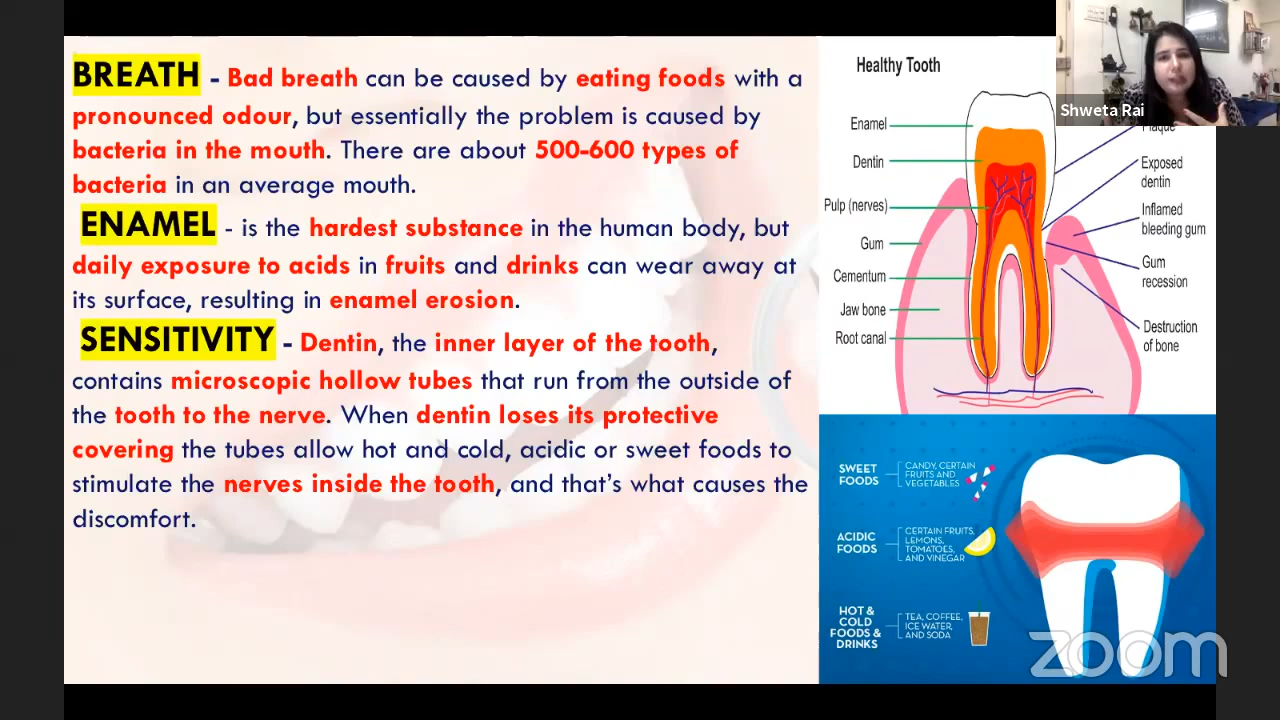 BREATH - Bad breath can be caused by eating foods with a
pronounced odour, but essentially the problem is caused by
bacteria in the mouth. There are about 500-600 types of
bacteria in an average mouth.
ENAMEL - is the hardest substance in the human body, but
daily exposure to acids in fruits and drinks can wear away at
its surface, resulting in enamel erosion.
SENSITIVITY - Dentin, the inner layer of the tooth,
contains microscopic hollow tubes that run from the outside of
the tooth to the nerve. When dentin loses its protective
covering the tubes allow hot and cold, acidic or sweet foods to
stimulate the nerves inside the tooth, and that's what causes the
discomfort.
Healthy Tooth
Enamel
Dentin
Pulp (nerves)
Gum
Cementum
Jaw bone
Root canal
Shweta Rai
Plaque
Exposed
dentin
Inflamed
bleeding gum
Gum
recession
Destruction
of bone
SWEET
FOODS
CANDY, CERTAIN
FRUITS AND
VEGETABLES
ACIDIC
FOODS
CERTAIN FRUITS,
LEMONS,
TOMATOES,
AND VINEGAR
HOT &
COLD
FOODS &
DRINKS
TEA, COFFEE,
ICE WATER,
AND SODA
zoom